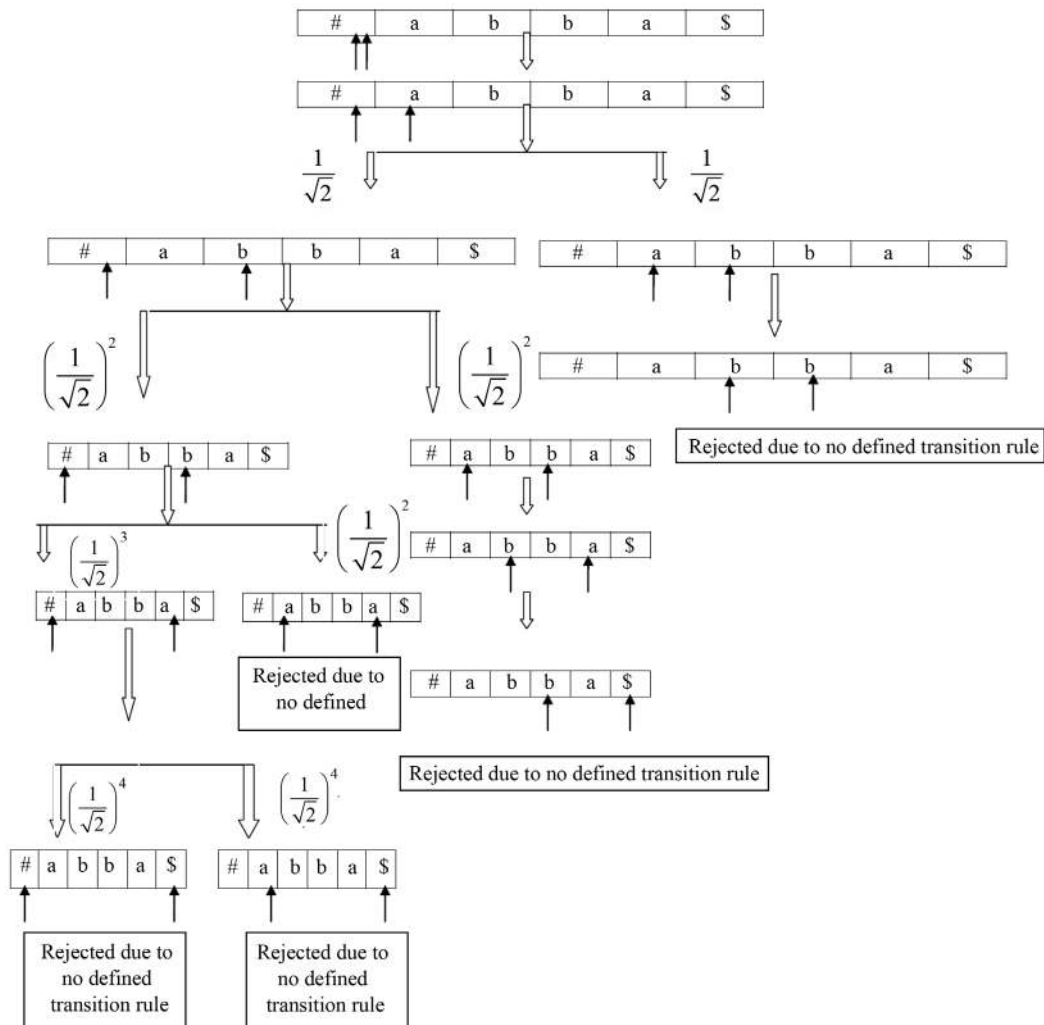 # a b b a $
# a b b a $
1/√2 1/√2
# a b b a $
# a b b a $
(1/√2)^2 (1/√2)^2
# a b b a $
Rejected due to no defined transition rule
# a b b a $
# a b b a $
(1/√2)^3 (1/√2)^2
# a b b a $
# a b b a $
# a b b a $
Rejected due to
no defined
# a b b a $
Rejected due to no defined transition rule
(1/√2)^4 (1/√2)^4
# a b b a $
# a b b a $
Rejected due to
no defined
transition rule
Rejected due to
no defined
transition rule